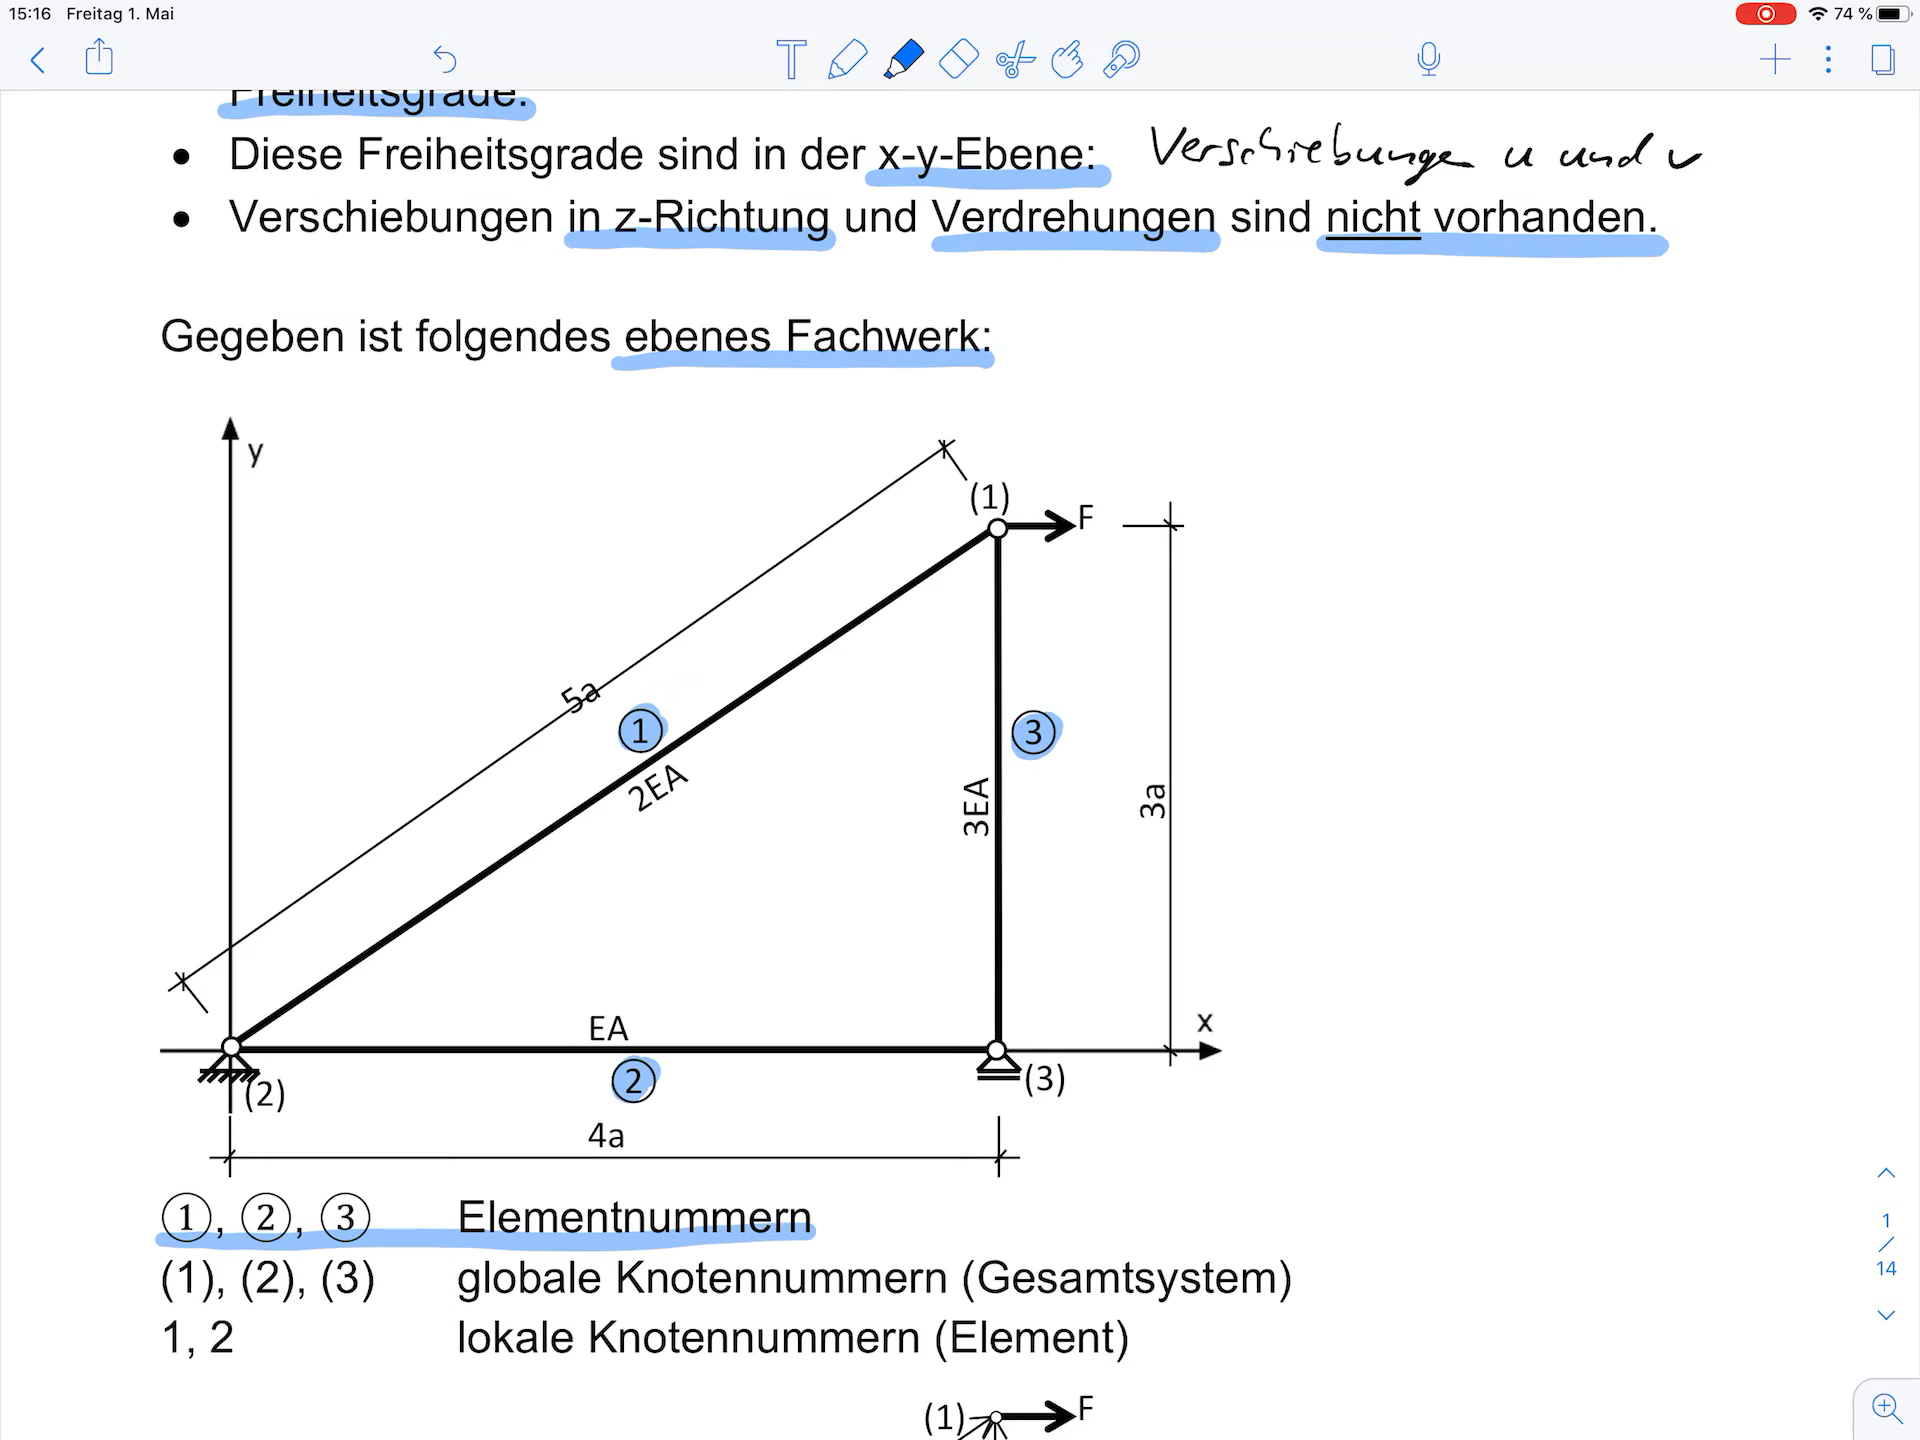 15:16 Freitag 1. Mai
74 %
T
Freiheitsgrade.
• Diese Freiheitsgrade sind in der x-y-Ebene: Verschiebungen u und v
• Verschiebungen in z-Richtung und Verdrehungen sind nicht vorhanden.
Gegeben ist folgendes ebenes Fachwerk:
y
(1)
F
5a
①
③
2EA
3EA
3a
EA
x
②
(2)
(3)
4a
①, ②, ③ Elementnummern
(1), (2), (3) globale Knotennummern (Gesamtsystem)
1, 2 lokale Knotennummern (Element)
1
/
14
(1)
F